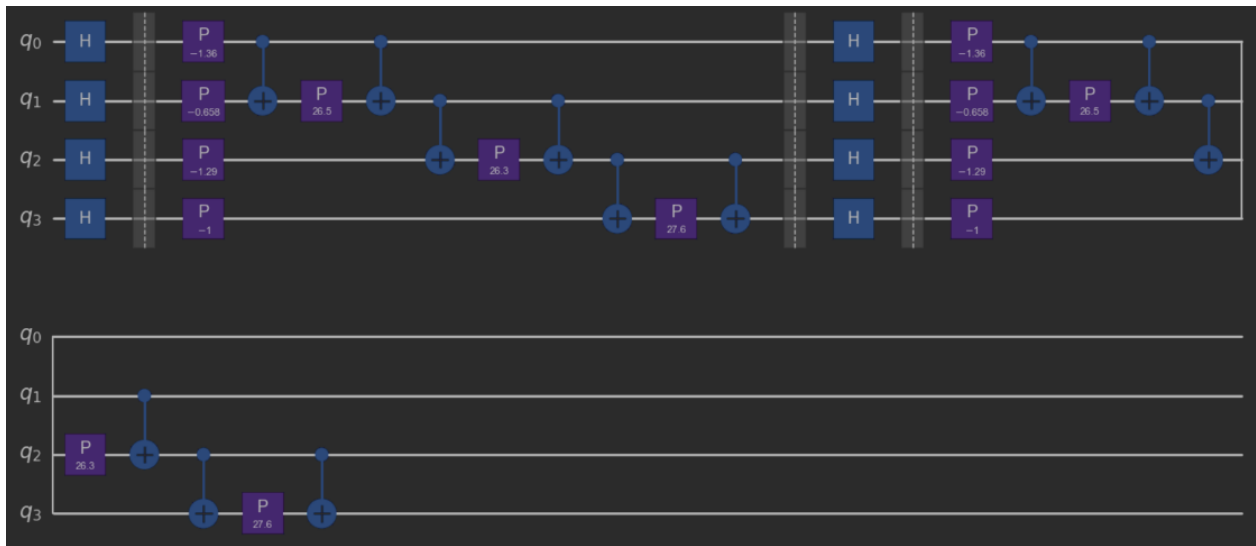 q0 H P −1.36 H P −1.36
q1 H P −0.658 P 26.5 H P −0.658 P 26.5
q2 H P −1.29 P 26.3 H P −1.29
q3 H P −1 P 27.6 H P −1
q0
q1
q2 P 26.3
q3 P 27.6